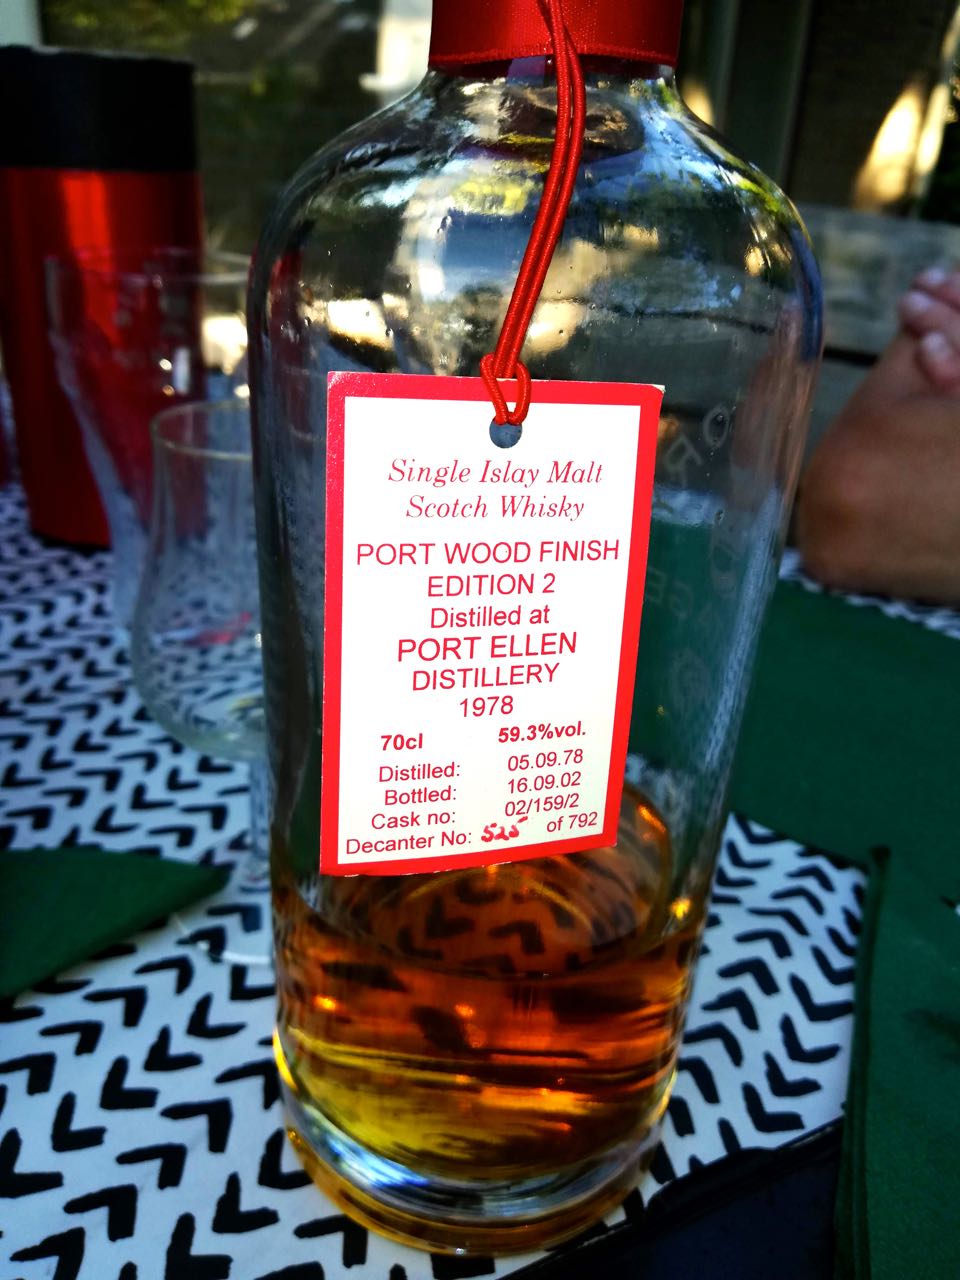 Single Islay Malt
Scotch Whisky
PORT WOOD FINISH
EDITION 2
Distilled at
PORT ELLEN
DISTILLERY
1978
70cl 59.3%vol.
Distilled: 05.09.78
Bottled: 16.09.02
Cask no: 02/159/2
Decanter No: 525 of 792